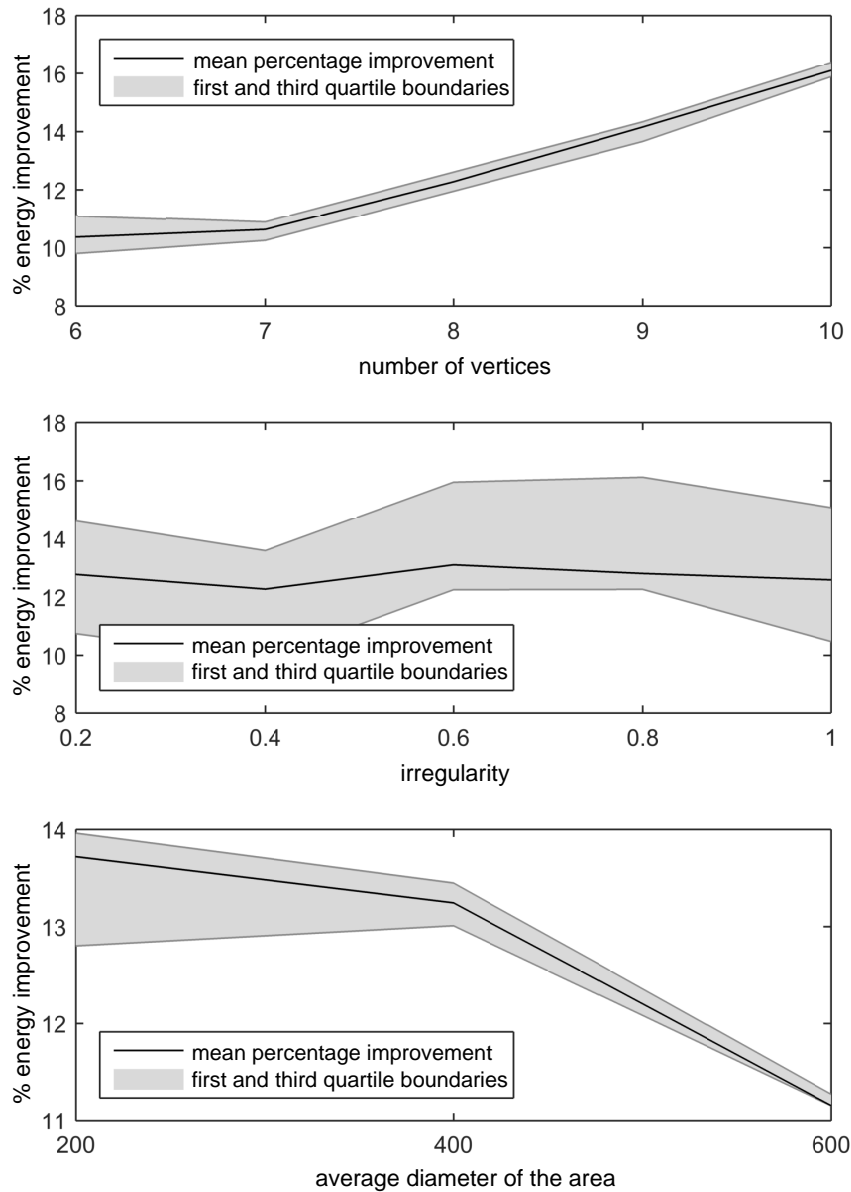 18
16
14
12
10
8
% energy improvement
mean percentage improvement
first and third quartile boundaries
6 7 8 9 10
number of vertices
18
16
14
12
10
8
% energy improvement
mean percentage improvement
first and third quartile boundaries
0.2 0.4 0.6 0.8 1
irregularity
14
13
12
11
% energy improvement
mean percentage improvement
first and third quartile boundaries
200 400 600
average diameter of the area